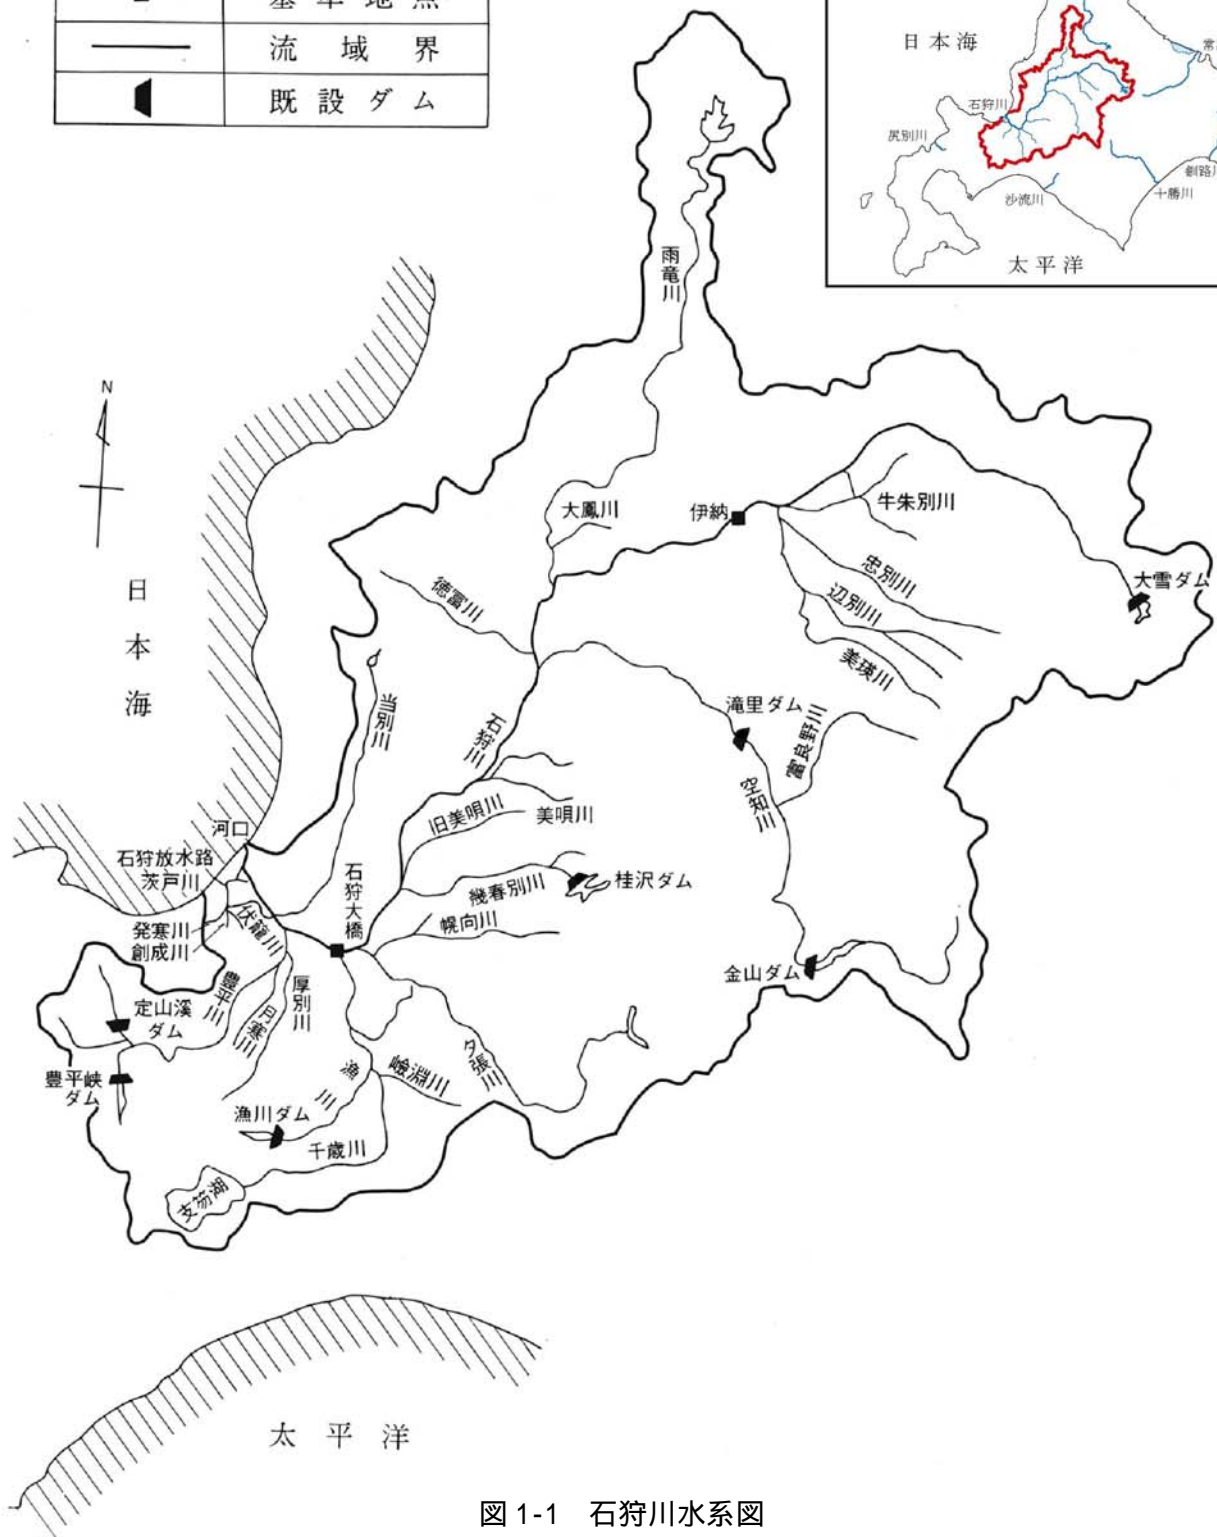 基準地点
流域界
既設ダム
日本海
石狩川
尻別川
沙流川
十勝川
釧路川
太平洋
雨竜川
N
大鳳川
伊納
牛朱別川
忠別川
辺別川
美瑛川
大雪ダム
徳富川
日本海
当別川
石狩川
滝里ダム
富良野川
空知川
旧美唄川
美唄川
河口
石狩放水路
茨戸川
石狩大橋
幾春別川
桂沢ダム
幌向川
発寒川
創成川
伏籠川
豊平川
厚別川
月寒川
金山ダム
定山溪
ダム
豊平峡
ダム
夕張川
嶮淵川
漁川
漁川ダム
千歳川
支笏湖
太平洋
図1-1 石狩川水系図